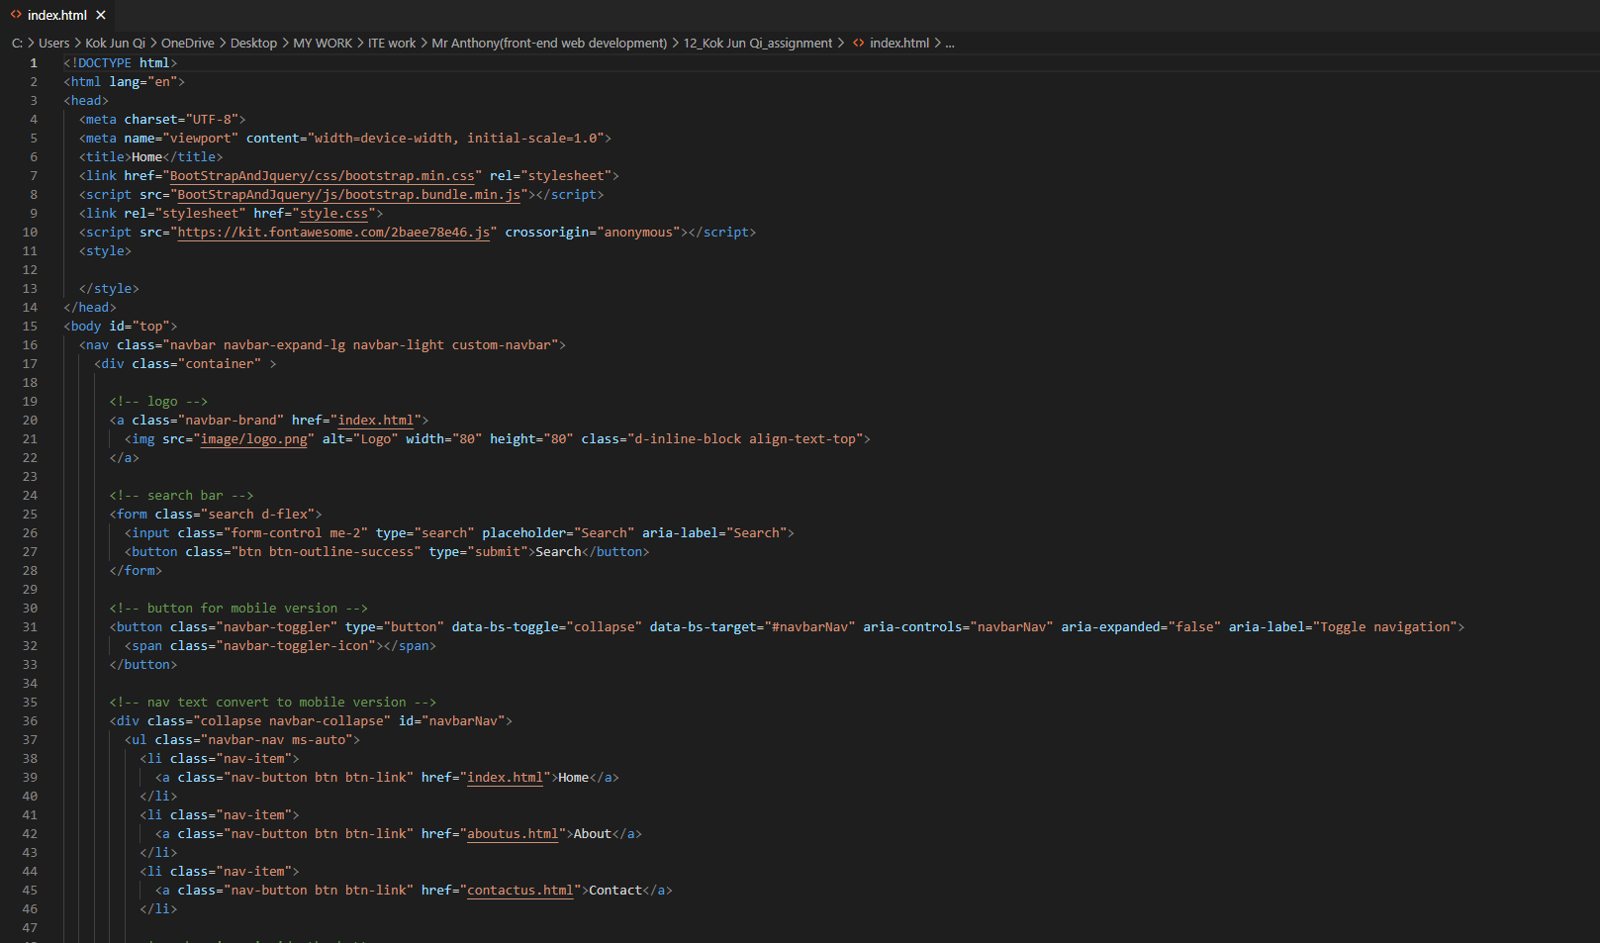 index.html
C: > Users > Kok Jun Qi > OneDrive > Desktop > MY WORK > ITE work > Mr Anthony(front-end web development) > 12_Kok Jun Qi_assignment > index.html > ...
1 <!DOCTYPE html>
2 <html lang="en">
3 <head>
4 <meta charset="UTF-8">
5 <meta name="viewport" content="width=device-width, initial-scale=1.0">
6 <title>Home</title>
7 <link href="BootStrapAndJquery/css/bootstrap.min.css" rel="stylesheet">
8 <script src="BootStrapAndJquery/js/bootstrap.bundle.min.js"></script>
9 <link rel="stylesheet" href="style.css">
10 <script src="https://kit.fontawesome.com/2baee78e46.js" crossorigin="anonymous"></script>
11 <style>
12
13 </style>
14 </head>
15 <body id="top">
16 <nav class="navbar navbar-expand-lg navbar-light custom-navbar">
17 <div class="container" >
18
19 <!-- logo -->
20 <a class="navbar-brand" href="index.html">
21 <img src="image/logo.png" alt="Logo" width="80" height="80" class="d-inline-block align-text-top">
22 </a>
23
24 <!-- search bar -->
25 <form class="search d-flex">
26 <input class="form-control me-2" type="search" placeholder="Search" aria-label="Search">
27 <button class="btn btn-outline-success" type="submit">Search</button>
28 </form>
29
30 <!-- button for mobile version -->
31 <button class="navbar-toggler" type="button" data-bs-toggle="collapse" data-bs-target="#navbarNav" aria-controls="navbarNav" aria-expanded="false" aria-label="Toggle navigation">
32 <span class="navbar-toggler-icon"></span>
33 </button>
34
35 <!-- nav text convert to mobile version -->
36 <div class="collapse navbar-collapse" id="navbarNav">
37 <ul class="navbar-nav ms-auto">
38 <li class="nav-item">
39 <a class="nav-button btn btn-link" href="index.html">Home</a>
40 </li>
41 <li class="nav-item">
42 <a class="nav-button btn btn-link" href="aboutus.html">About</a>
43 </li>
44 <li class="nav-item">
45 <a class="nav-button btn btn-link" href="contactus.html">Contact</a>
46 </li>
47